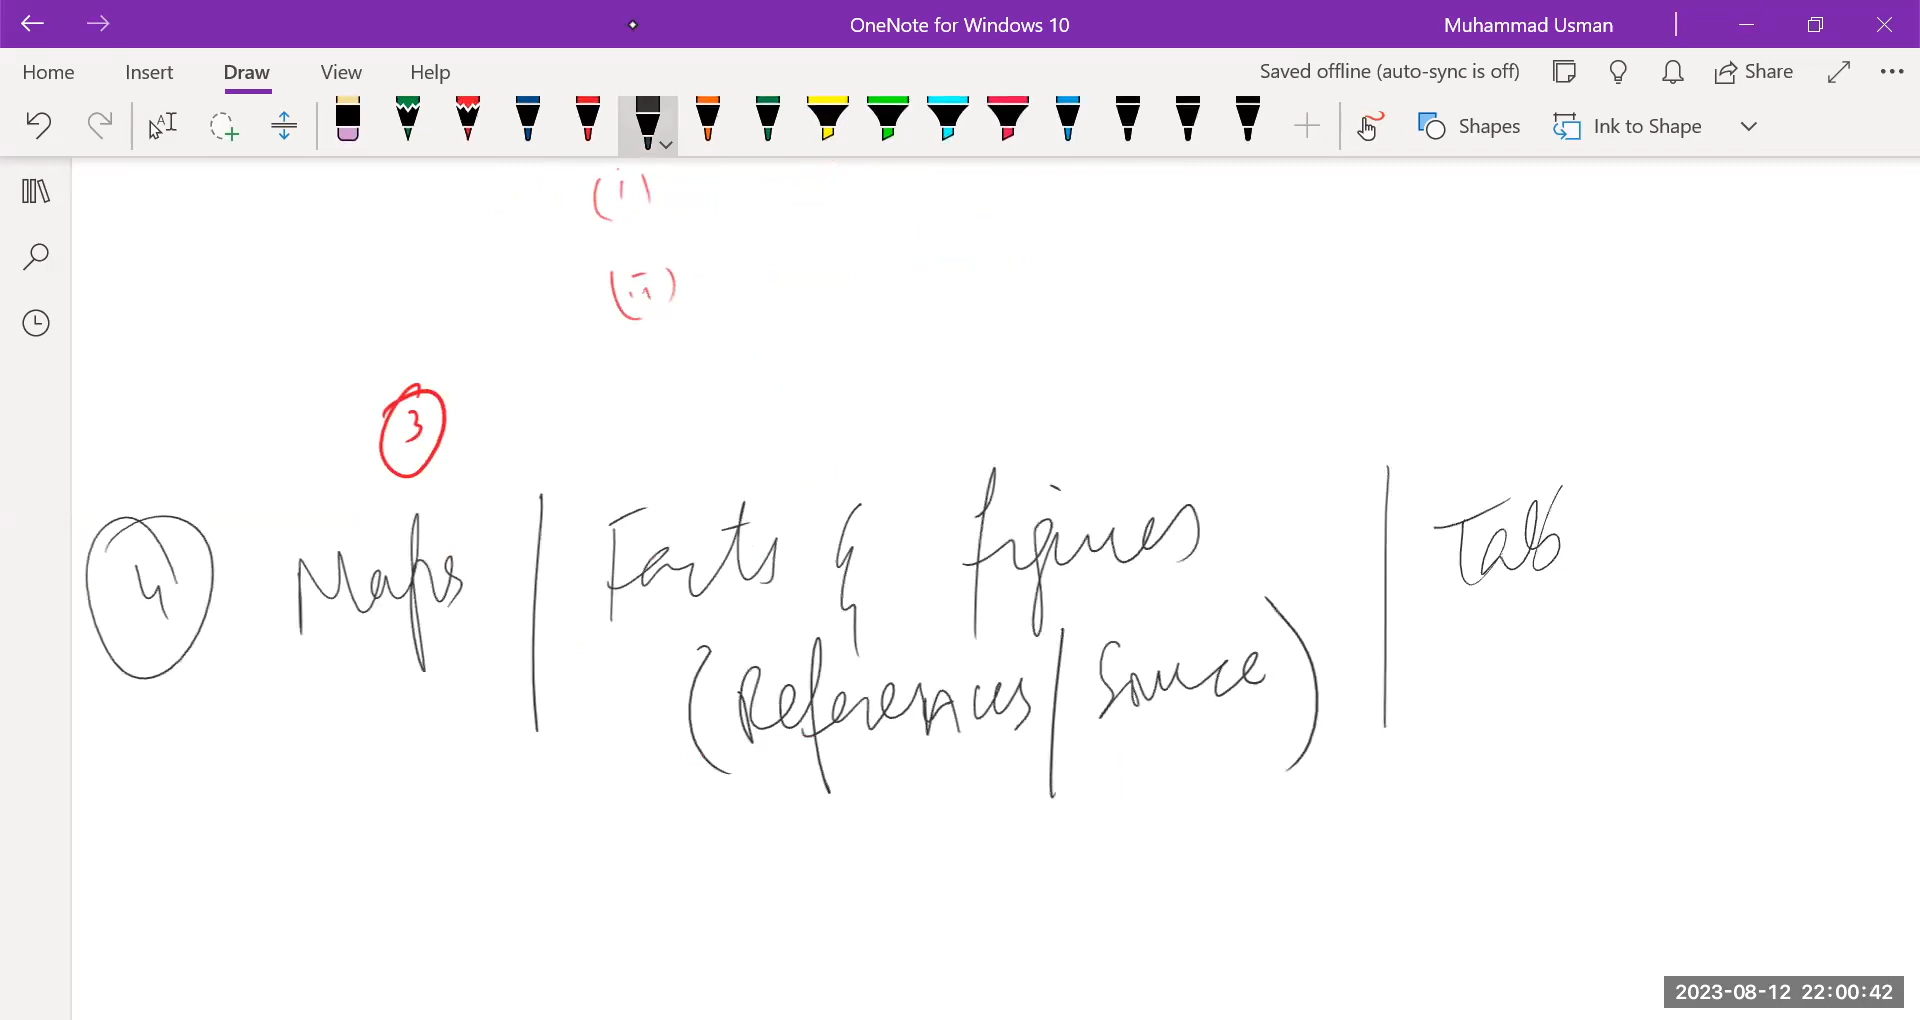 OneNote for Windows 10
Muhammad Usman
Home Insert Draw View Help
Saved offline (auto-sync is off) Share
Shapes Ink to Shape
(i)
(ii)
3
4 Maps | Facts & figures | Tab
(References / Source)
2023-08-12 22:00:42